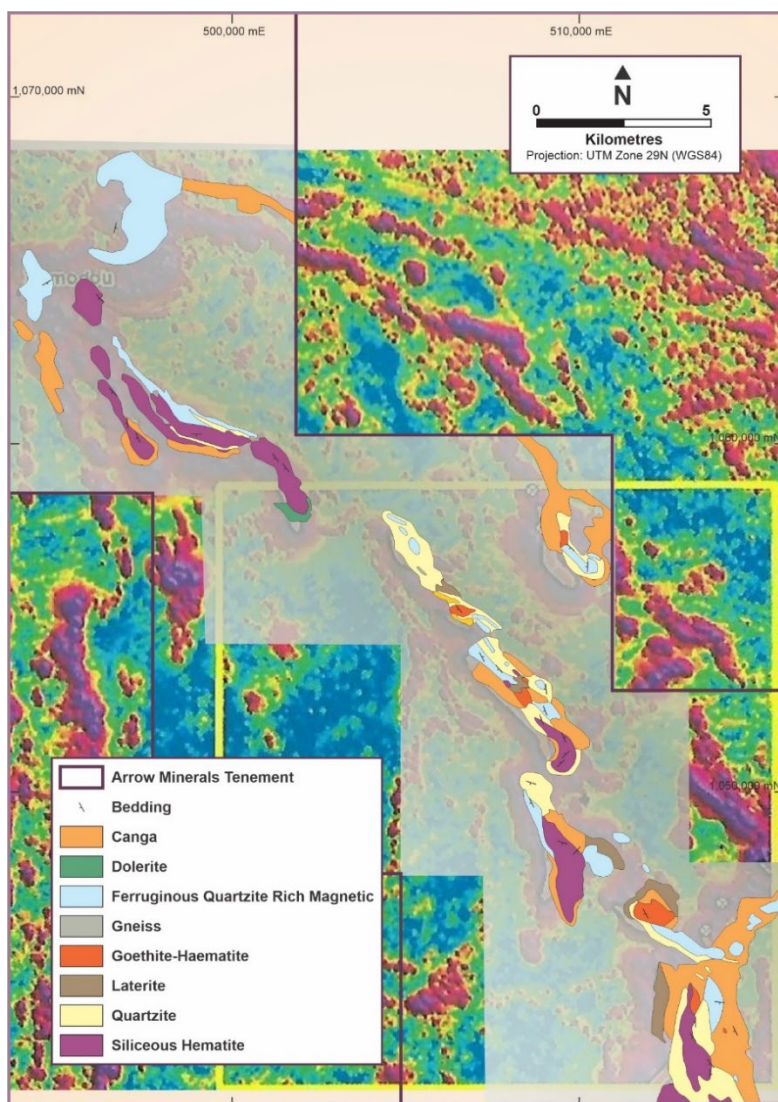 500,000 mE
510,000 mE
1,070,000 mN
N
0
5
Kilometres
Projection: UTM Zone 29N (WGS84)
1,060,000 mN
1,050,000 mN
Arrow Minerals Tenement
Bedding
Canga
Dolerite
Ferruginous Quartzite Rich Magnetic
Gneiss
Goethite-Haematite
Laterite
Quartzite
Siliceous Hematite